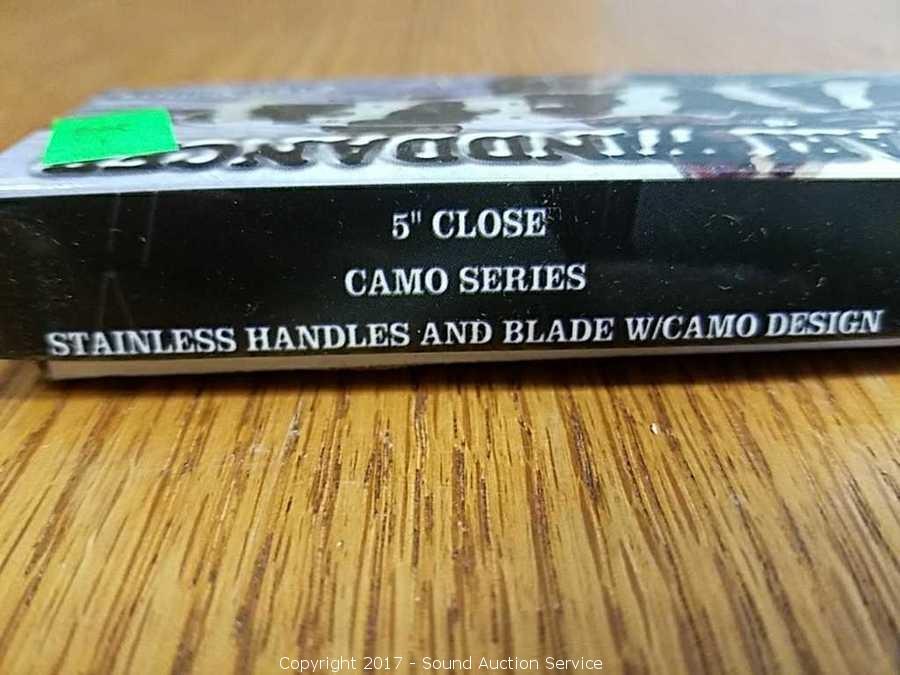 5" CLOSE
CAMO SERIES
STAINLESS HANDLES AND BLADE W/CAMO DESIGN
Copyright 2017 - Sound Auction Service